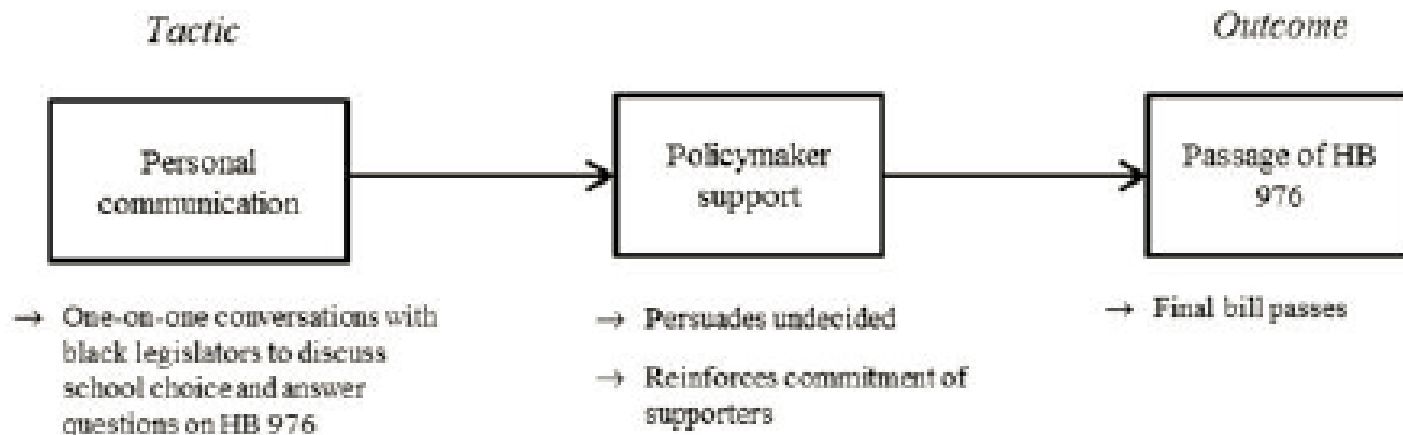 Tactic
Outcome
Personal
communication
Policymaker
support
Passage of HB
976
→ One-on-one conversations with
black legislators to discuss
school choice and answer
questions on HB 976
→ Persuades undecided
→ Reinforces commitment of
supporters
→ Final bill passes